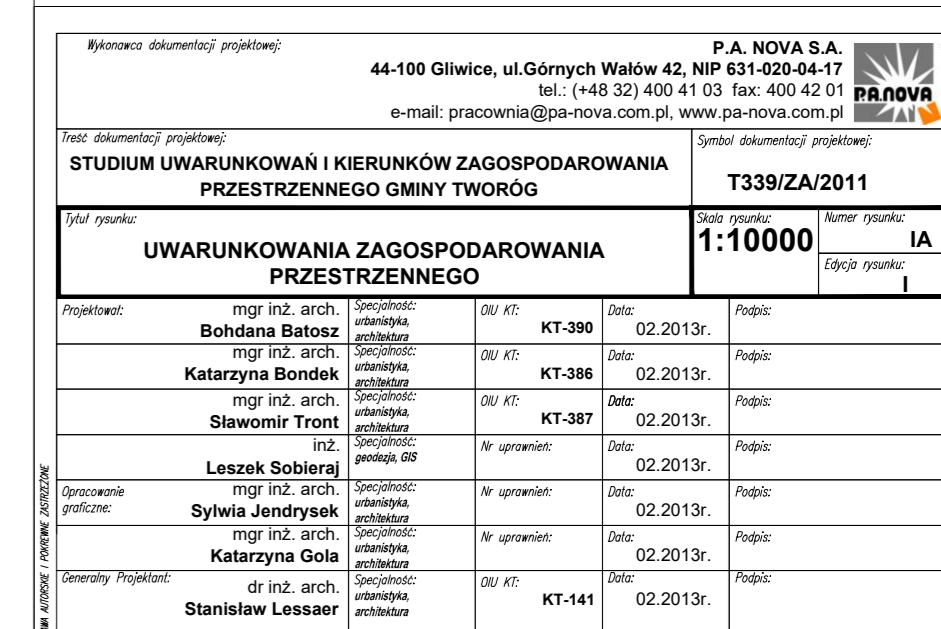 Wykonawca dokumentacji projektowej:
P.A. NOVA S.A.
44-100 Gliwice, ul.Górnych Wałów 42, NIP 631-020-04-17
tel.: (+48 32) 400 41 03 fax: 400 42 01
e-mail: pracownia@pa-nova.com.pl, www.pa-nova.com.pl
P.A.NOVA
Treść dokumentacji projektowej:
STUDIUM UWARUNKOWAŃ I KIERUNKÓW ZAGOSPODAROWANIA
PRZESTRZENNEGO GMINY TWORÓG
Symbol dokumentacji projektowej:
T339/ZA/2011
Tytuł rysunku:
UWARUNKOWANIA ZAGOSPODAROWANIA
PRZESTRZENNEGO
Skala rysunku:
1:10000
Numer rysunku:
IA
Edycja rysunku:
I
Projektował:
mgr inż. arch.
Bohdana Batosz
Specjalność:
urbanistyka,
architektura
OIU KT:
KT-390
Data:
02.2013r.
Podpis:
mgr inż. arch.
Katarzyna Bondek
Specjalność:
urbanistyka,
architektura
OIU KT:
KT-386
Data:
02.2013r.
Podpis:
mgr inż. arch.
Sławomir Tront
Specjalność:
urbanistyka,
architektura
OIU KT:
KT-387
Data:
02.2013r.
Podpis:
inż.
Leszek Sobieraj
Specjalność:
geodezja, GIS
Nr uprawnień:
Data:
02.2013r.
Podpis:
Opracowanie
graficzne:
mgr inż. arch.
Sylwia Jendrysek
Specjalność:
urbanistyka,
architektura
Nr uprawnień:
Data:
02.2013r.
Podpis:
mgr inż. arch.
Katarzyna Gola
Specjalność:
urbanistyka,
architektura
Nr uprawnień:
Data:
02.2013r.
Podpis:
Generalny Projektant:
dr inż. arch.
Stanisław Lessaer
Specjalność:
urbanistyka,
architektura
OIU KT:
KT-141
Data:
02.2013r.
Podpis:
AUTORSKIE I POKREWNE ZASTRZEŻONE